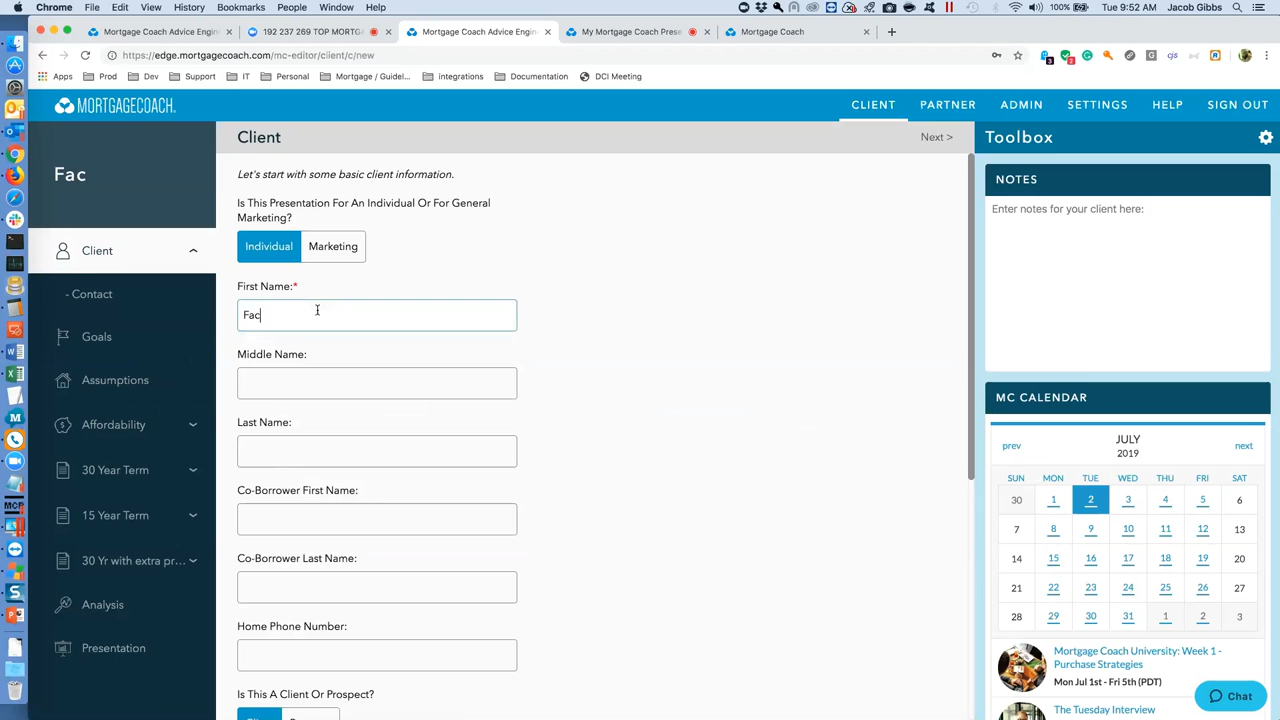 Chrome File Edit View History Bookmarks People Window Help
100% Tue 9:52 AM Jacob Gibbs
Mortgage Coach Advice Engin
192 237 269 TOP MORTG
Mortgage Coach Advice Engin
My Mortgage Coach Prese
Mortgage Coach
https://edge.mortgagecoach.com/mc-editor/client/c/new
Apps Prod Dev Support IT Personal Mortgage / Guidel... integrations Documentation DCI Meeting
MORTGAGECOACH
CLIENT PARTNER ADMIN SETTINGS HELP SIGN OUT
Fac
Client
- Contact
Goals
Assumptions
Affordability
30 Year Term
15 Year Term
30 Yr with extra pr...
Analysis
Presentation
Client
Next >
Let's start with some basic client information.
Is This Presentation For An Individual Or For General
Marketing?
Individual Marketing
First Name:*
Fac
Middle Name:
Last Name:
Co-Borrower First Name:
Co-Borrower Last Name:
Home Phone Number:
Is This A Client Or Prospect?
Toolbox
NOTES
Enter notes for your client here:
MC CALENDAR
prev JULY next
2019
SUN MON TUE WED THU FRI SAT
30 1 2 3 4 5 6
7 8 9 10 11 12 13
14 15 16 17 18 19 20
21 22 23 24 25 26 27
28 29 30 31 1 2 3
Mortgage Coach University: Week 1 -
Purchase Strategies
Mon Jul 1st - Fri 5th (PDT)
The Tuesday Interview
Chat